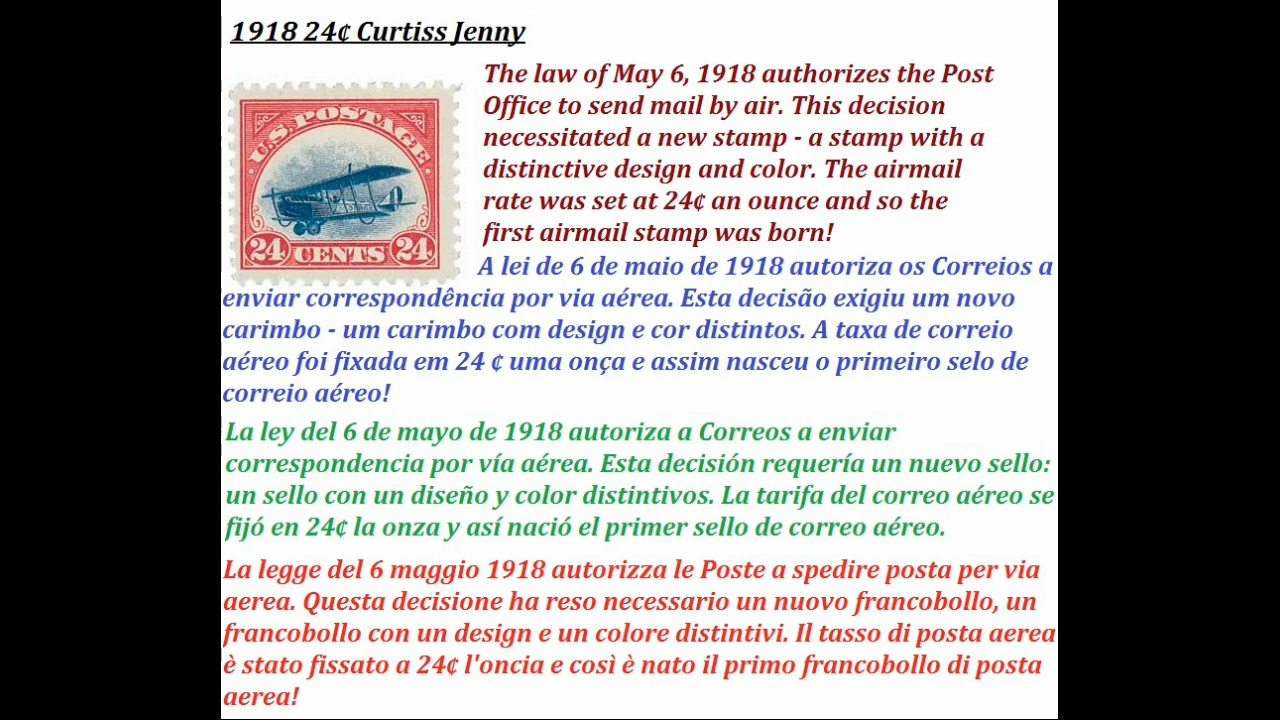 1918 24¢ Curtiss Jenny
The law of May 6, 1918 authorizes the Post
Office to send mail by air. This decision
necessitated a new stamp - a stamp with a
distinctive design and color. The airmail
rate was set at 24¢ an ounce and so the
first airmail stamp was born!
U.S. POSTAGE
24 CENTS 24
A lei de 6 de maio de 1918 autoriza os Correios a
enviar correspondência por via aérea. Esta decisão exigiu um novo
carimbo - um carimbo com design e cor distintos. A taxa de correio
aéreo foi fixada em 24 ¢ uma onça e assim nasceu o primeiro selo de
correio aéreo!
La ley del 6 de mayo de 1918 autoriza a Correos a enviar
correspondencia por vía aérea. Esta decisión requería un nuevo sello:
un sello con un diseño y color distintivos. La tarifa del correo aéreo se
fijó en 24¢ la onza y así nació el primer sello de correo aéreo.
La legge del 6 maggio 1918 autorizza le Poste a spedire posta per via
aerea. Questa decisione ha reso necessario un nuovo francobollo, un
francobollo con un design e un colore distintivi. Il tasso di posta aerea
è stato fissato a 24¢ l'oncia e così è nato il primo francobollo di posta
aerea!